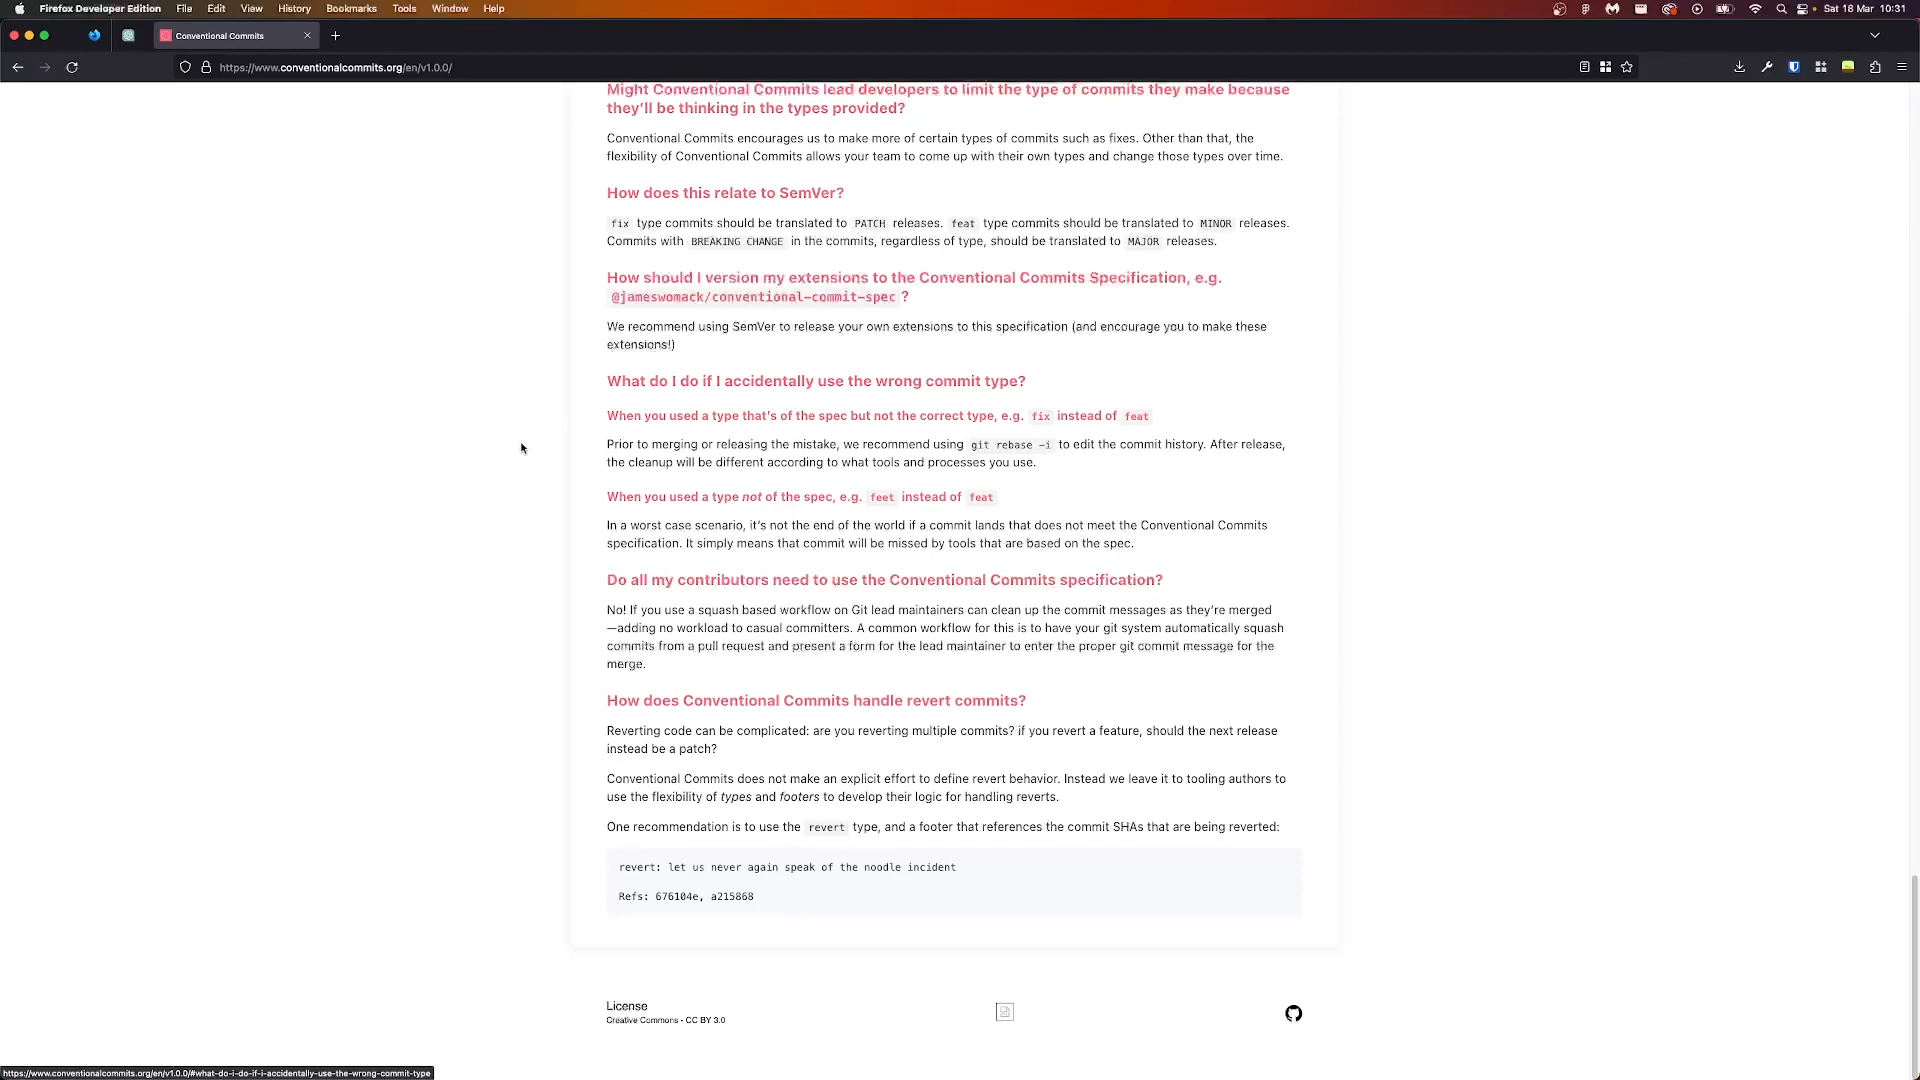 Firefox Developer Edition File Edit View History Bookmarks Tools Window Help Sat 18 Mar 10:31
Conventional Commits
https://www.conventionalcommits.org/en/v1.0.0/
Might Conventional Commits lead developers to limit the type of commits they make because
they'll be thinking in the types provided?
Conventional Commits encourages us to make more of certain types of commits such as fixes. Other than that, the
flexibility of Conventional Commits allows your team to come up with their own types and change those types over time.
How does this relate to SemVer?
fix type commits should be translated to PATCH releases. feat type commits should be translated to MINOR releases.
Commits with BREAKING CHANGE in the commits, regardless of type, should be translated to MAJOR releases.
How should I version my extensions to the Conventional Commits Specification, e.g.
@jameswomack/conventional-commit-spec ?
We recommend using SemVer to release your own extensions to this specification (and encourage you to make these
extensions!)
What do I do if I accidentally use the wrong commit type?
When you used a type that's of the spec but not the correct type, e.g. fix instead of feat
Prior to merging or releasing the mistake, we recommend using git rebase -i to edit the commit history. After release,
the cleanup will be different according to what tools and processes you use.
When you used a type not of the spec, e.g. feet instead of feat
In a worst case scenario, it's not the end of the world if a commit lands that does not meet the Conventional Commits
specification. It simply means that commit will be missed by tools that are based on the spec.
Do all my contributors need to use the Conventional Commits specification?
No! If you use a squash based workflow on Git lead maintainers can clean up the commit messages as they're merged
—adding no workload to casual committers. A common workflow for this is to have your git system automatically squash
commits from a pull request and present a form for the lead maintainer to enter the proper git commit message for the
merge.
How does Conventional Commits handle revert commits?
Reverting code can be complicated: are you reverting multiple commits? if you revert a feature, should the next release
instead be a patch?
Conventional Commits does not make an explicit effort to define revert behavior. Instead we leave it to tooling authors to
use the flexibility of types and footers to develop their logic for handling reverts.
One recommendation is to use the revert type, and a footer that references the commit SHAs that are being reverted:
revert: let us never again speak of the noodle incident
Refs: 676104e, a215868
License
Creative Commons - CC BY 3.0
https://www.conventionalcommits.org/en/v1.0.0/#what-do-i-do-if-i-accidentally-use-the-wrong-commit-type